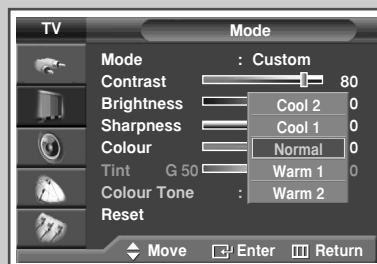 TV Mode
Mode : Custom
Contrast 80
Brightness 0
Cool 2
Sharpness 0
Cool 1
Colour 0
Normal
Tint G 50 0
Warm 1
Colour Tone :
Warm 2
Reset
Move Enter Return